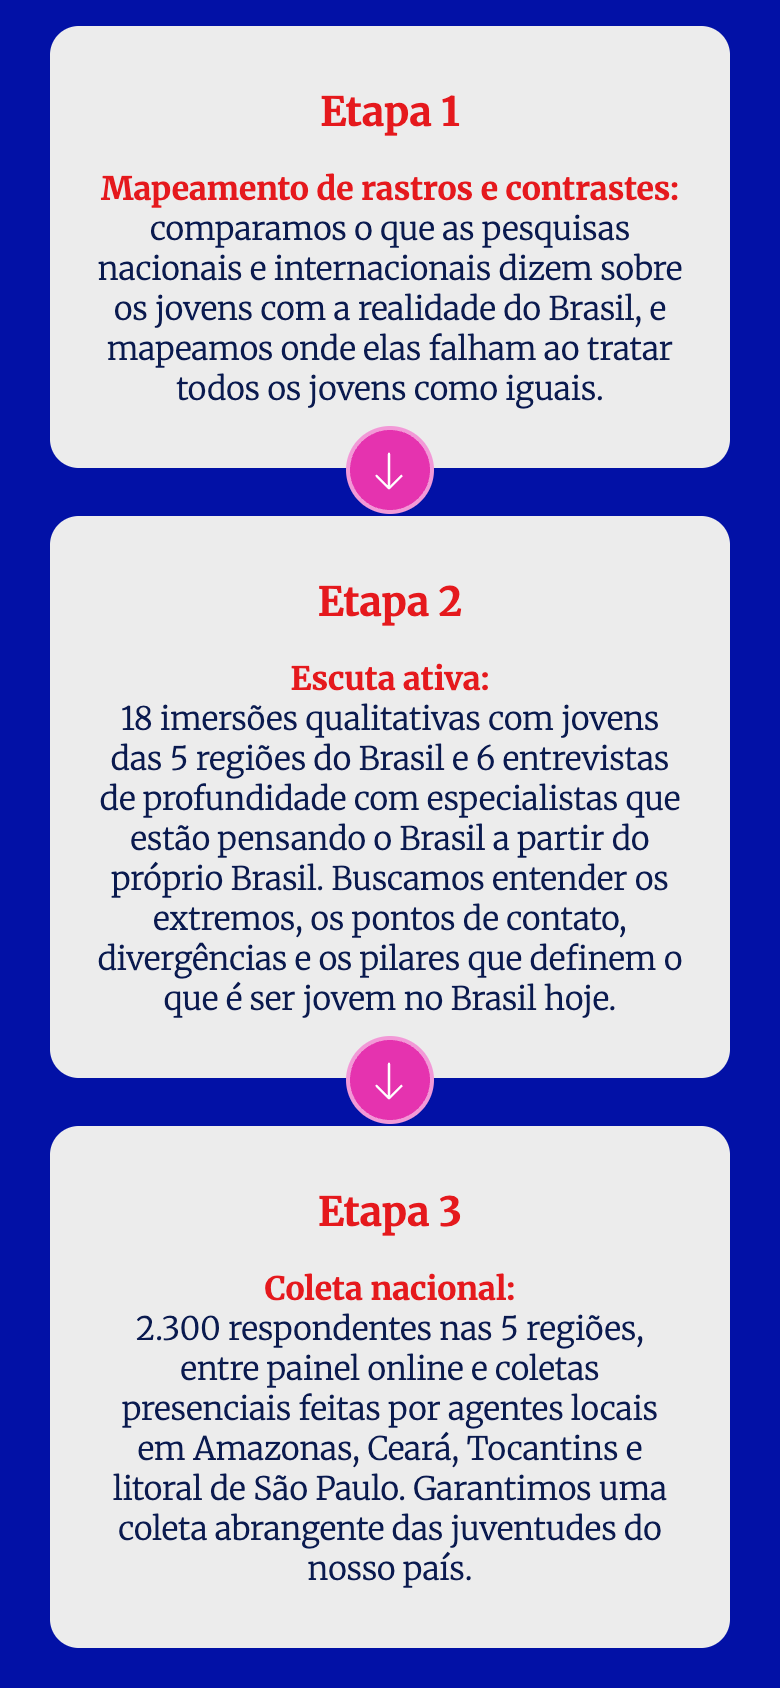 Etapa 1
Mapeamento de rastros e contrastes:
comparamos o que as pesquisas
nacionais e internacionais dizem sobre
os jovens com a realidade do Brasil, e
mapeamos onde elas falham ao tratar
todos os jovens como iguais.
Etapa 2
Escuta ativa:
18 imersões qualitativas com jovens
das 5 regiões do Brasil e 6 entrevistas
de profundidade com especialistas que
estão pensando o Brasil a partir do
próprio Brasil. Buscamos entender os
extremos, os pontos de contato,
divergências e os pilares que definem o
que é ser jovem no Brasil hoje.
Etapa 3
Coleta nacional:
2.300 respondentes nas 5 regiões,
entre painel online e coletas
presenciais feitas por agentes locais
em Amazonas, Ceará, Tocantins e
litoral de São Paulo. Garantimos uma
coleta abrangente das juventudes do
nosso país.